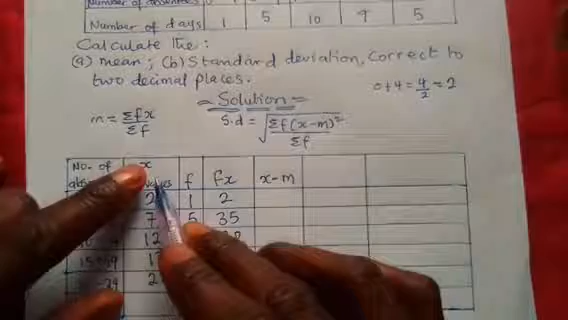 Number of days 1 5 10 9 5
Calculate the:
(a) mean; (b) Standard deviation, correct to
two decimal places.
0+4 = 4/2 = 2
Solution
m = Σfx/Σf
S.d = √Σf(x-m)²/Σf
No. of x
values f fx x-m
2 1 2
7 5 35
12
15-19